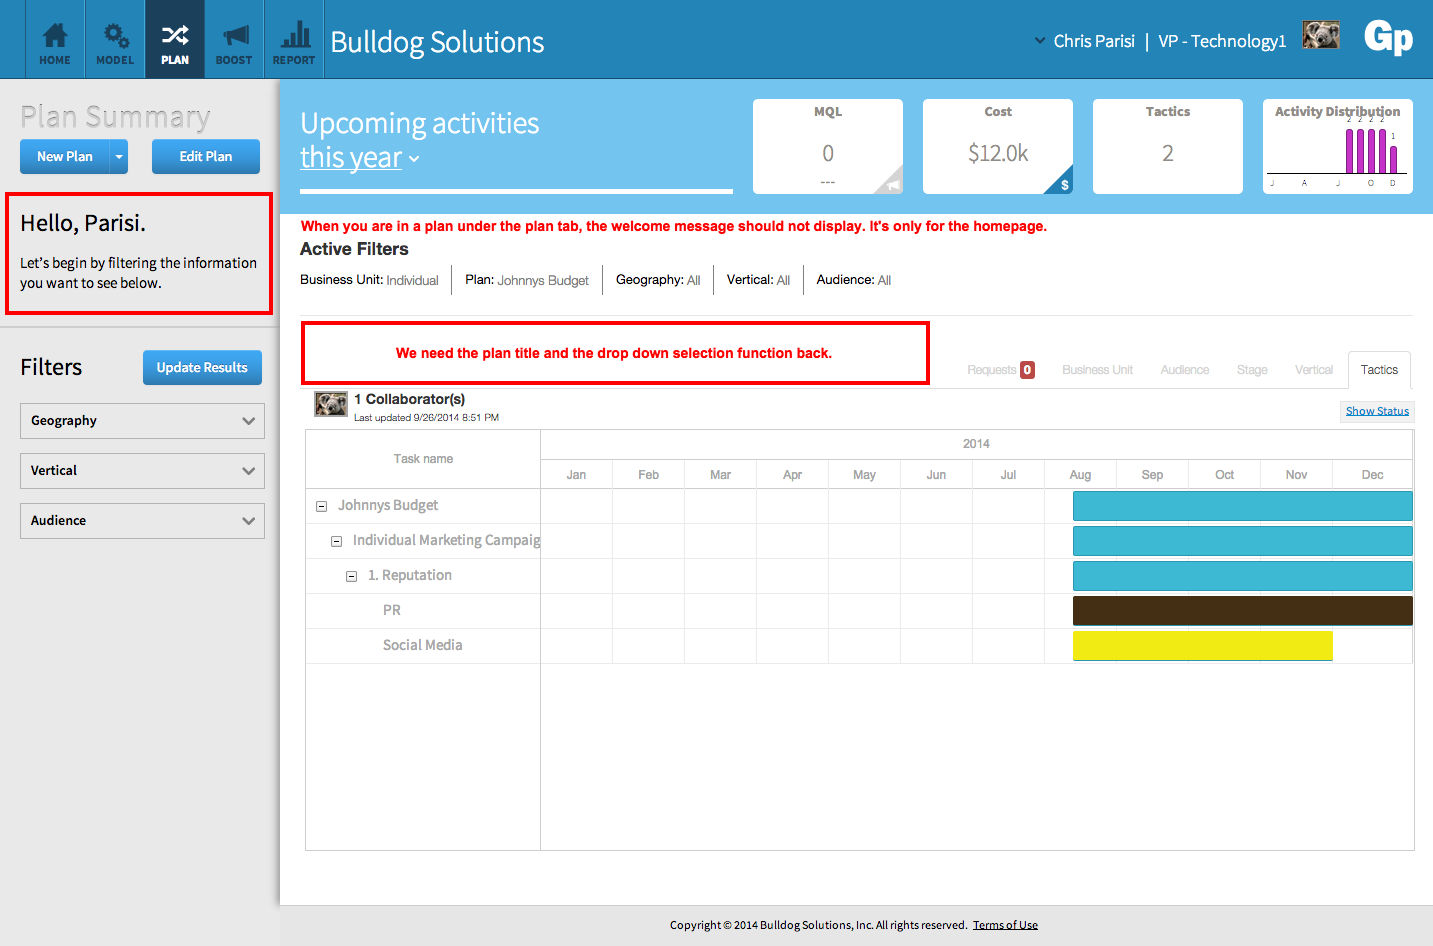 HOME
MODEL
PLAN
BOOST
REPORT
Bulldog Solutions
Chris Parisi | VP - Technology1
Gp
Plan Summary
New Plan
Edit Plan
Hello, Parisi.
Let's begin by filtering the information
you want to see below.
Filters
Update Results
Geography
Vertical
Audience
Upcoming activities
this year
MQL
0
---
Cost
$12.0k
$
Tactics
2
Activity Distribution
2 2 2 2 1
J A J O D
When you are in a plan under the plan tab, the welcome message should not display. It's only for the homepage.
Active Filters
Business Unit: Individual
Plan: Johnnys Budget
Geography: All
Vertical: All
Audience: All
We need the plan title and the drop down selection function back.
Requests 0
Business Unit
Audience
Stage
Vertical
Tactics
1 Collaborator(s)
Last updated 9/26/2014 8:51 PM
Show Status
Task name
2014
Jan Feb Mar Apr May Jun Jul Aug Sep Oct Nov Dec
Johnnys Budget
Individual Marketing Campaig
1. Reputation
PR
Social Media
Copyright © 2014 Bulldog Solutions, Inc. All rights reserved. Terms of Use